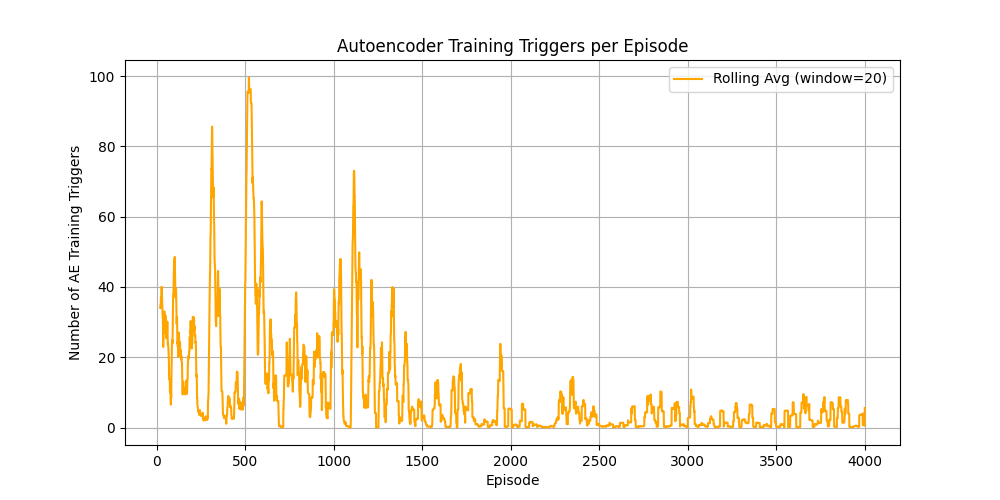 Autoencoder Training Triggers per Episode
Rolling Avg (window=20)
Number of AE Training Triggers
100
80
60
40
20
0
0 500 1000 1500 2000 2500 3000 3500 4000
Episode